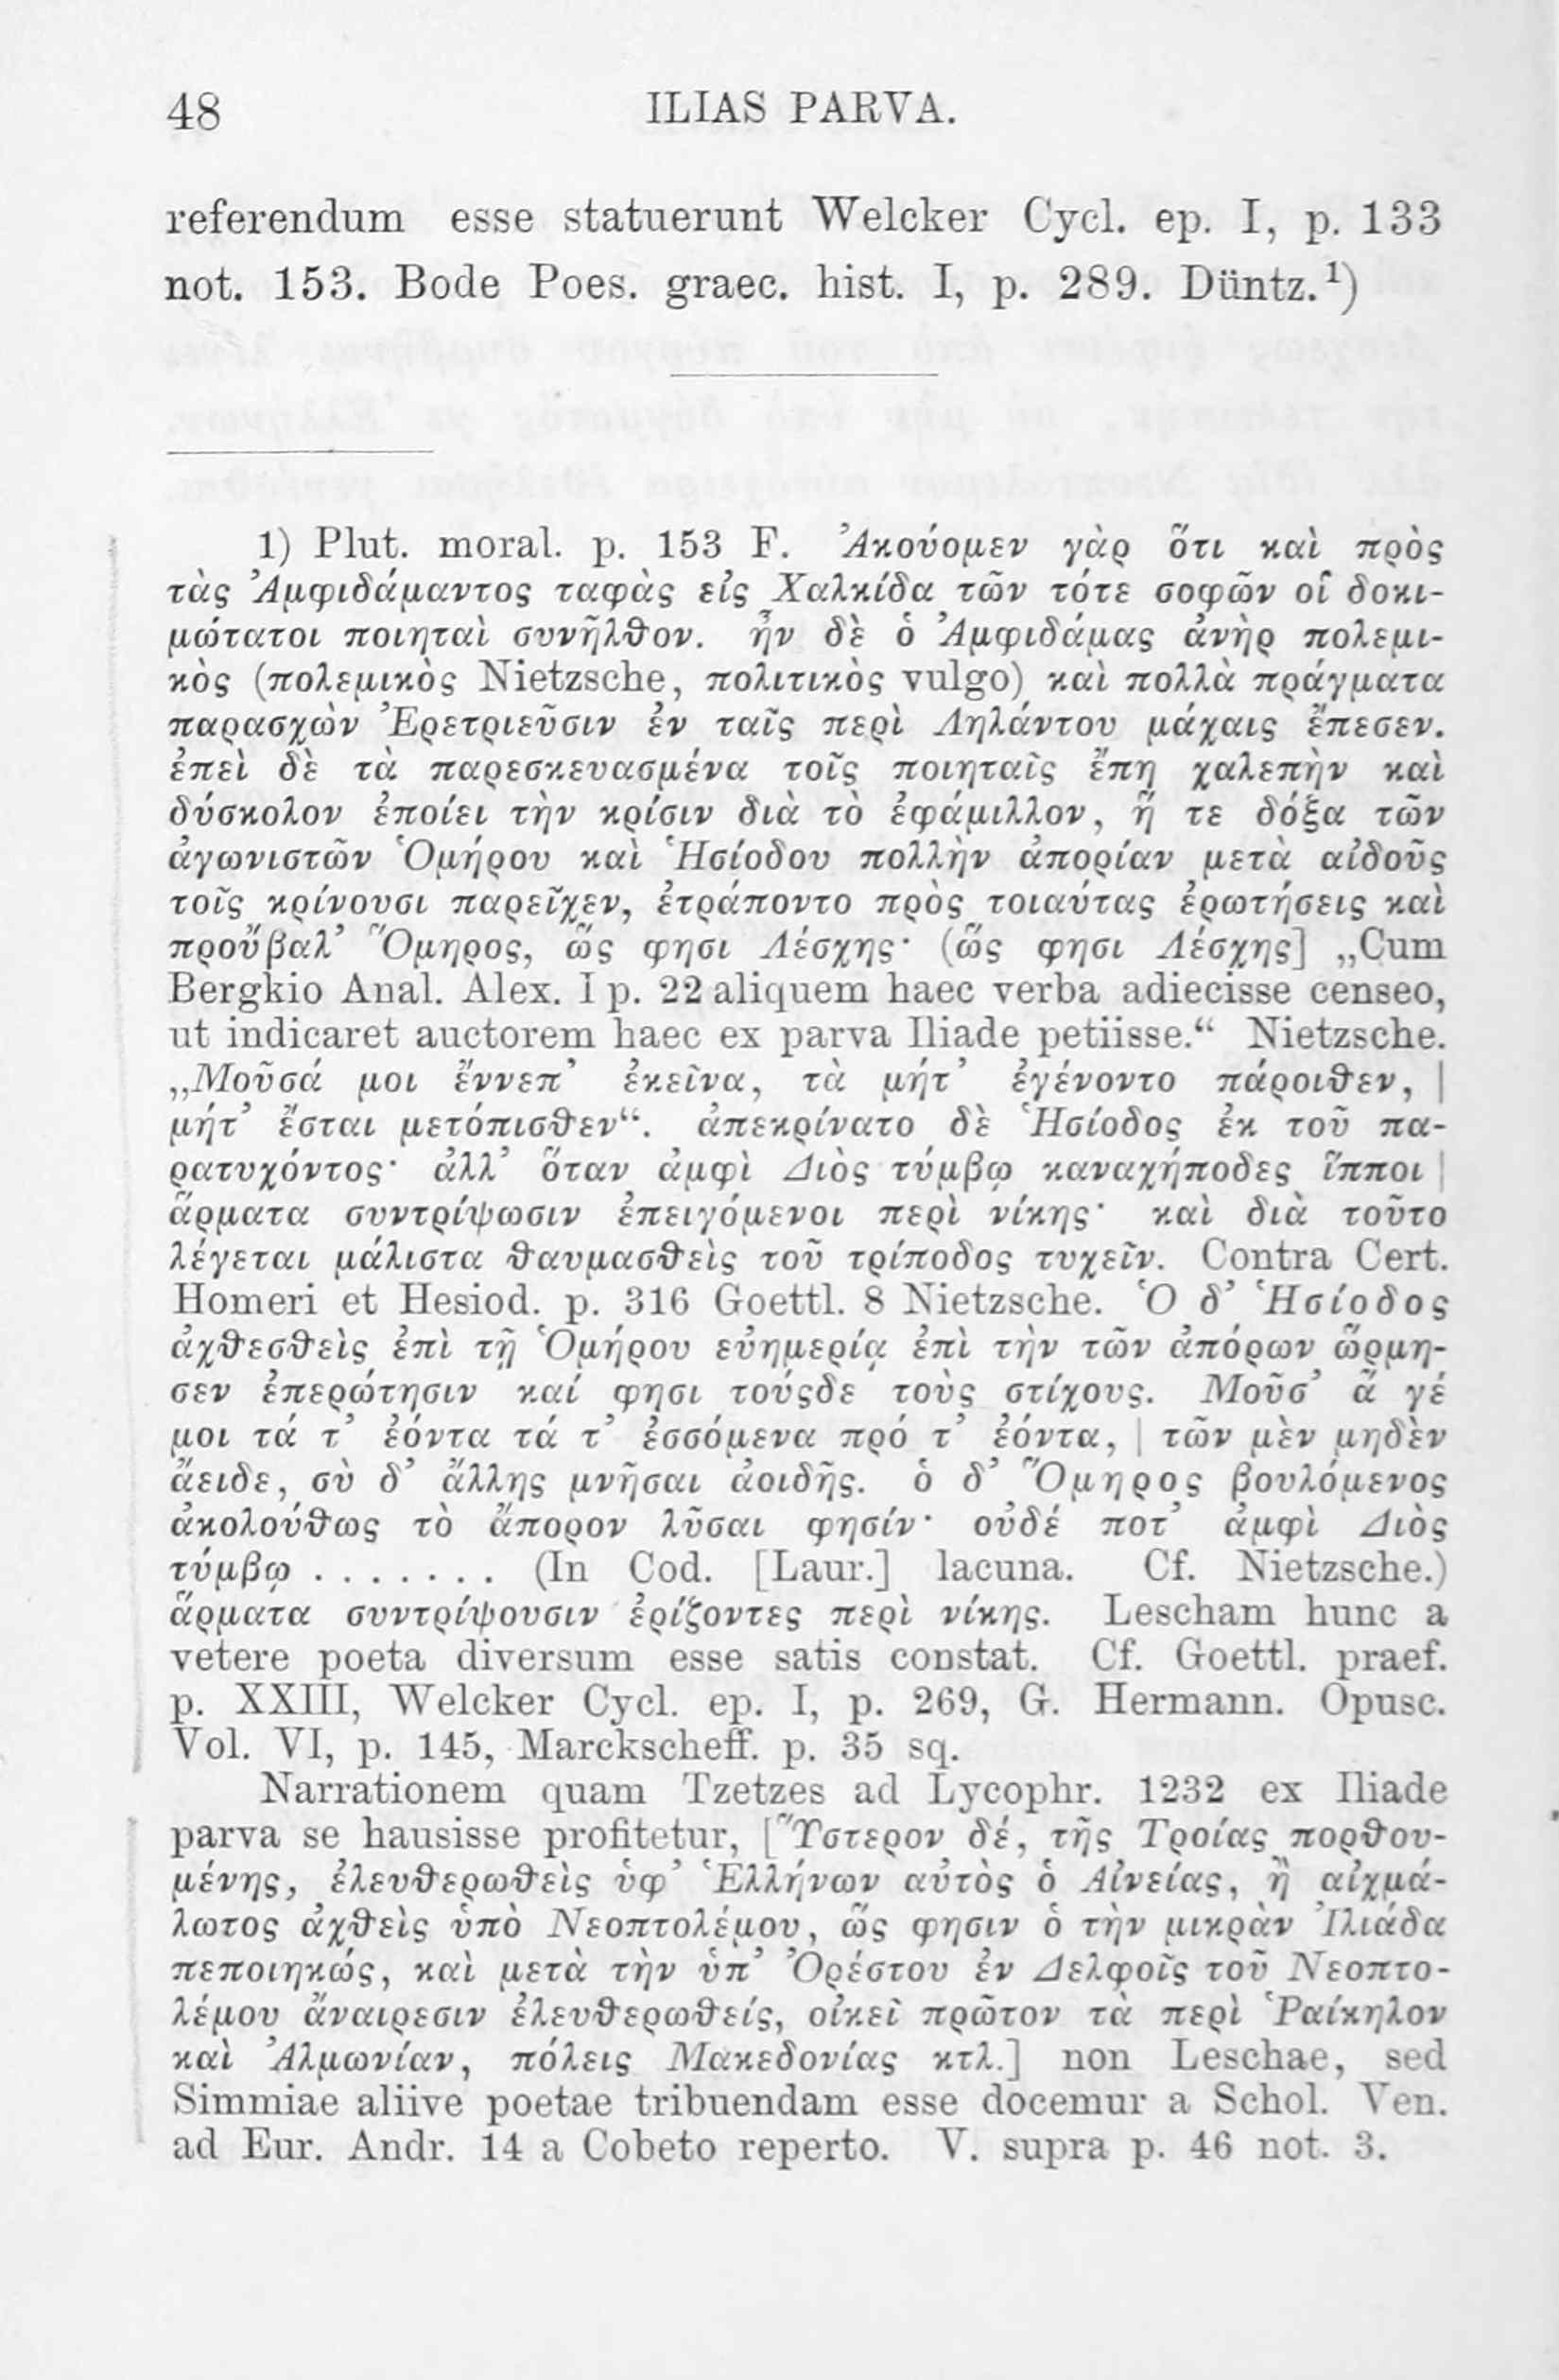 48 ILIAS PARVA.
referendum esse statuerunt Welcker Cycl. ep. I, p. 133
not. 153. Bode Poes. graec. hist. I, p. 289. Düntz.¹)
1) Plut. moral. p. 153 F. Ἀκούομεν γὰρ ὅτι καὶ πρὸς
τὰς Ἀμφιδάμαντος ταφὰς εἰς Χαλκίδα τῶν τότε σοφῶν οἱ δοκι-
μώτατοι ποιηταὶ συνῆλθον. ἦν δὲ ὁ Ἀμφιδάμας ἀνὴρ πολεμι-
κὸς (πολεμικὸς Nietzsche, πολιτικὸς vulgo) καὶ πολλὰ πράγματα
παρασχὼν Ἐρετριεῦσιν ἐν ταῖς περὶ Ληλάντου μάχαις ἔπεσεν.
ἐπεὶ δὲ τὰ παρεσκευασμένα τοῖς ποιηταῖς ἔπη χαλεπὴν καὶ
δύσκολον ἐποίει τὴν κρίσιν διὰ τὸ ἐφάμιλλον, ἥ τε δόξα τῶν
ἀγωνιστῶν Ὁμήρου καὶ Ἡσίοδου πολλὴν ἀπορίαν μετὰ αἰδοῦς
τοῖς κρίνουσι παρεῖχεν, ἐτράποντο πρὸς τοιαύτας ἐρωτήσεις καὶ
προὔβαλ’ Ὅμηρος, ὥς φησι Λέσχης· (ὥς φησι Λέσχης] „Cum
Bergkio Anal. Alex. I p. 22 aliquem haec verba adiecisse censeo,
ut indicaret auctorem haec ex parva Iliade petiisse.“ Nietzsche.
„Μοῦσά μοι ἔννεπ’ ἐκεῖνα, τὰ μήτ’ ἐγένοντο πάροιθεν, |
μήτ’ ἔσται μετόπισθεν“. ἀπεκρίνατο δὲ Ἡσίοδος ἐκ τοῦ πα-
ρατυχόντος· ἀλλ’ ὅταν ἀμφὶ Διὸς τύμβῳ καναχήποδες ἵπποι |
ἅρματα συντρίψωσιν ἐπειγόμενοι περὶ νίκης· καὶ διὰ τοῦτο
λέγεται μάλιστα θαυμασθεὶς τοῦ τρίποδος τυχεῖν. Contra Cert.
Homeri et Hesiod. p. 316 Goettl. 8 Nietzsche. Ὁ δ’ Ἡσίοδος
ἀχθεσθεὶς ἐπὶ τῇ Ὁμήρου εὐημερίᾳ ἐπὶ τὴν τῶν ἀπόρων ὥρμη-
σεν ἐπερώτησιν καί φησι τούςδε τοὺς στίχους. Μοῦσ’ ἄ γέ
μοι τά τ’ ἐόντα τά τ’ ἐσσόμενα πρό τ’ ἐόντα, | τῶν μὲν μηδὲν
ἄειδε, σὺ δ’ ἄλλης μνῆσαι ἀοιδῆς. ὁ δ’ Ὅμηρος βουλόμενος
ἀκολούθως τὸ ἄπορον λῦσαι φησίν· οὐδέ ποτ’ ἀμφὶ Διὸς
τύμβῳ . . . . . . . (In Cod. [Laur.] lacuna. Cf. Nietzsche.)
ἅρματα συντρίψουσιν ἐρίζοντες περὶ νίκης. Lescham hunc a
vetere poeta diversum esse satis constat. Cf. Goettl. praef.
p. XXIII, Welcker Cycl. ep. I, p. 269, G. Hermann. Opusc.
Vol. VI, p. 145, Marckscheff. p. 35 sq.
Narrationem quam Tzetzes ad Lycophr. 1232 ex Iliade
parva se hausisse profitetur, [Ὕστερον δέ, τῆς Τροίας πορθου-
μένης, ἐλευθερωθεὶς ὑφ’ Ἑλλήνων αὐτὸς ὁ Αἰνείας, ἢ αἰχμά-
λωτος ἀχθεὶς ὑπὸ Νεοπτολέμου, ὥς φησιν ὁ τὴν μικρὰν Ἰλιάδα
πεποιηκώς, καὶ μετὰ τὴν ὑπ’ Ὀρέστου ἐν Δελφοῖς τοῦ Νεοπτο-
λέμου ἄναιρεσιν ἐλευθερωθείς, οἰκεῖ πρῶτον τὰ περὶ Ῥαίκηλον
καὶ Ἀλμωνίαν, πόλεις Μακεδονίας κτλ.] non Leschae, sed
Simmiae aliive poetae tribuendam esse docemur a Schol. Ven.
ad Eur. Andr. 14 a Cobeto reperto. V. supra p. 46 not. 3.